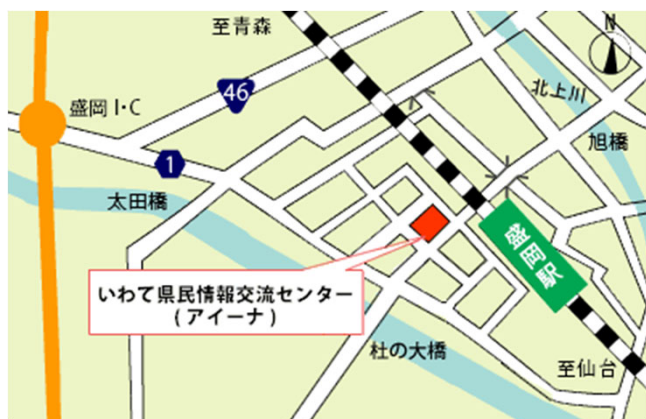 至青森
N
46
盛岡 I・C
北上川
旭橋
1
太田橋
盛岡駅
いわて県民情報交流センター
(アイーナ)
杜の大橋
至仙台